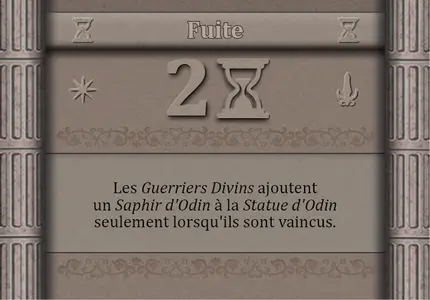 Fuite
2
Les Guerriers Divins ajoutent
un Saphir d'Odin à la Statue d'Odin
seulement lorsqu'ils sont vaincus.